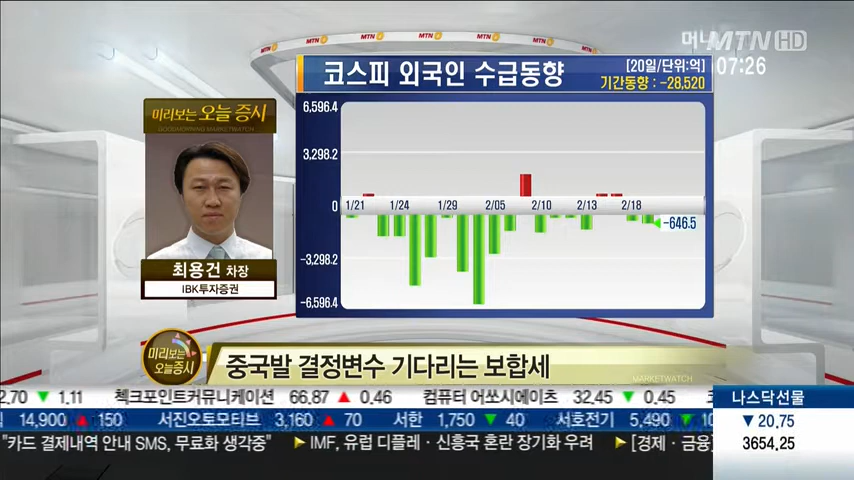 MTN
MTN
MTN
MTN
MTN
머니 MTN HD
07:26
코스피 외국인 수급동향
[20일/단위:억]
기간동향 : -28,520
미리보는 오늘 증시
GOODMORNING MARKETWATCH
최용건 차장
IBK투자증권
6,596.4
3,298.2
0
-3,298.2
-6,596.4
1/21 1/24 1/29 2/05 2/10 2/13 2/18
-646.5
미리보는
오늘증시
중국발 결정변수 기다리는 보합세
MARKETWATCH
2.70 ▼ 1.11 첵크포인트커뮤니케이션 66.87 ▲ 0.46 컴퓨터 어쏘시에이츠 32.45 ▼ 0.45
14,900 ▲ 150 서진오토모티브 3,160 ▲ 70 서한 1,750 ▼ 40 서호전기 5,490 ▼
"카드 결제내역 안내 SMS, 무료화 생각중" ▶ IMF, 유럽 디플레·신흥국 혼란 장기화 우려 ▶ [경제·금융]
나스닥선물
▼ 20.75
3654.25